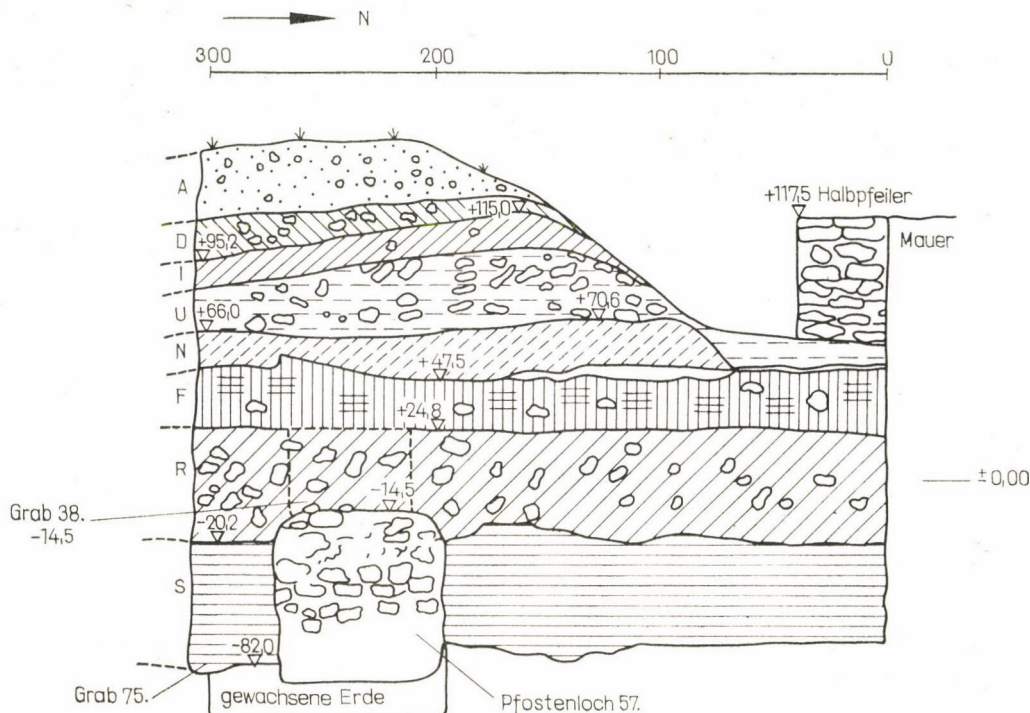 N
300 200 100 0
A
+117,5 Halbpfeiler
+115,0
D
Mauer
+95,2
I
+70,6
U
+66,0
N
+47,5
F
+24,8
R
±0,00
-14,5
Grab 38.
-14,5
-20,2
S
-82,0
Grab 75.
gewachsene Erde
Pfostenloch 57.